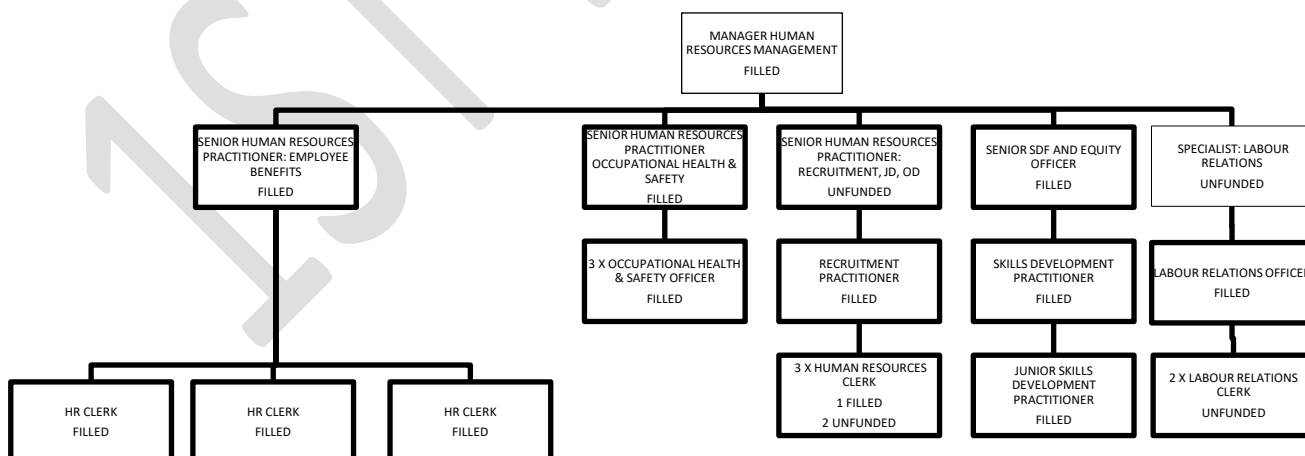 MANAGER HUMAN
RESOURCES MANAGEMENT
FILLED
SENIOR HUMAN RESOURCES
PRACTITIONER: EMPLOYEE
BENEFITS
FILLED
SENIOR HUMAN RESOURCES
PRACTITIONER
OCCUPATIONAL HEALTH &
SAFETY
FILLED
SENIOR HUMAN RESOURCES
PRACTITIONER:
RECRUITMENT, JD, OD
UNFUNDED
SENIOR SDF AND EQUITY
OFFICER
FILLED
SPECIALIST: LABOUR
RELATIONS
UNFUNDED
3 X OCCUPATIONAL HEALTH
& SAFETY OFFICER
FILLED
RECRUITMENT
PRACTITIONER
FILLED
SKILLS DEVELOPMENT
PRACTITIONER
FILLED
LABOUR RELATIONS OFFICER
FILLED
HR CLERK
FILLED
HR CLERK
FILLED
HR CLERK
FILLED
3 X HUMAN RESOURCES
CLERK
1 FILLED
2 UNFUNDED
JUNIOR SKILLS
DEVELOPMENT
PRACTITIONER
FILLED
2 X LABOUR RELATIONS
CLERK
UNFUNDED